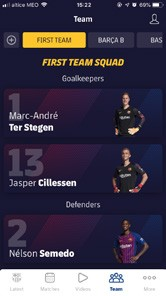 altice MEO
15:22
69%
Team
FIRST TEAM
BARÇA B
BAS
FIRST TEAM SQUAD
Goalkeepers
1
Marc-André
Ter Stegen
13
Jasper Cillessen
Defenders
2
Nélson Semedo
Latest
Matches
Videos
Team
More